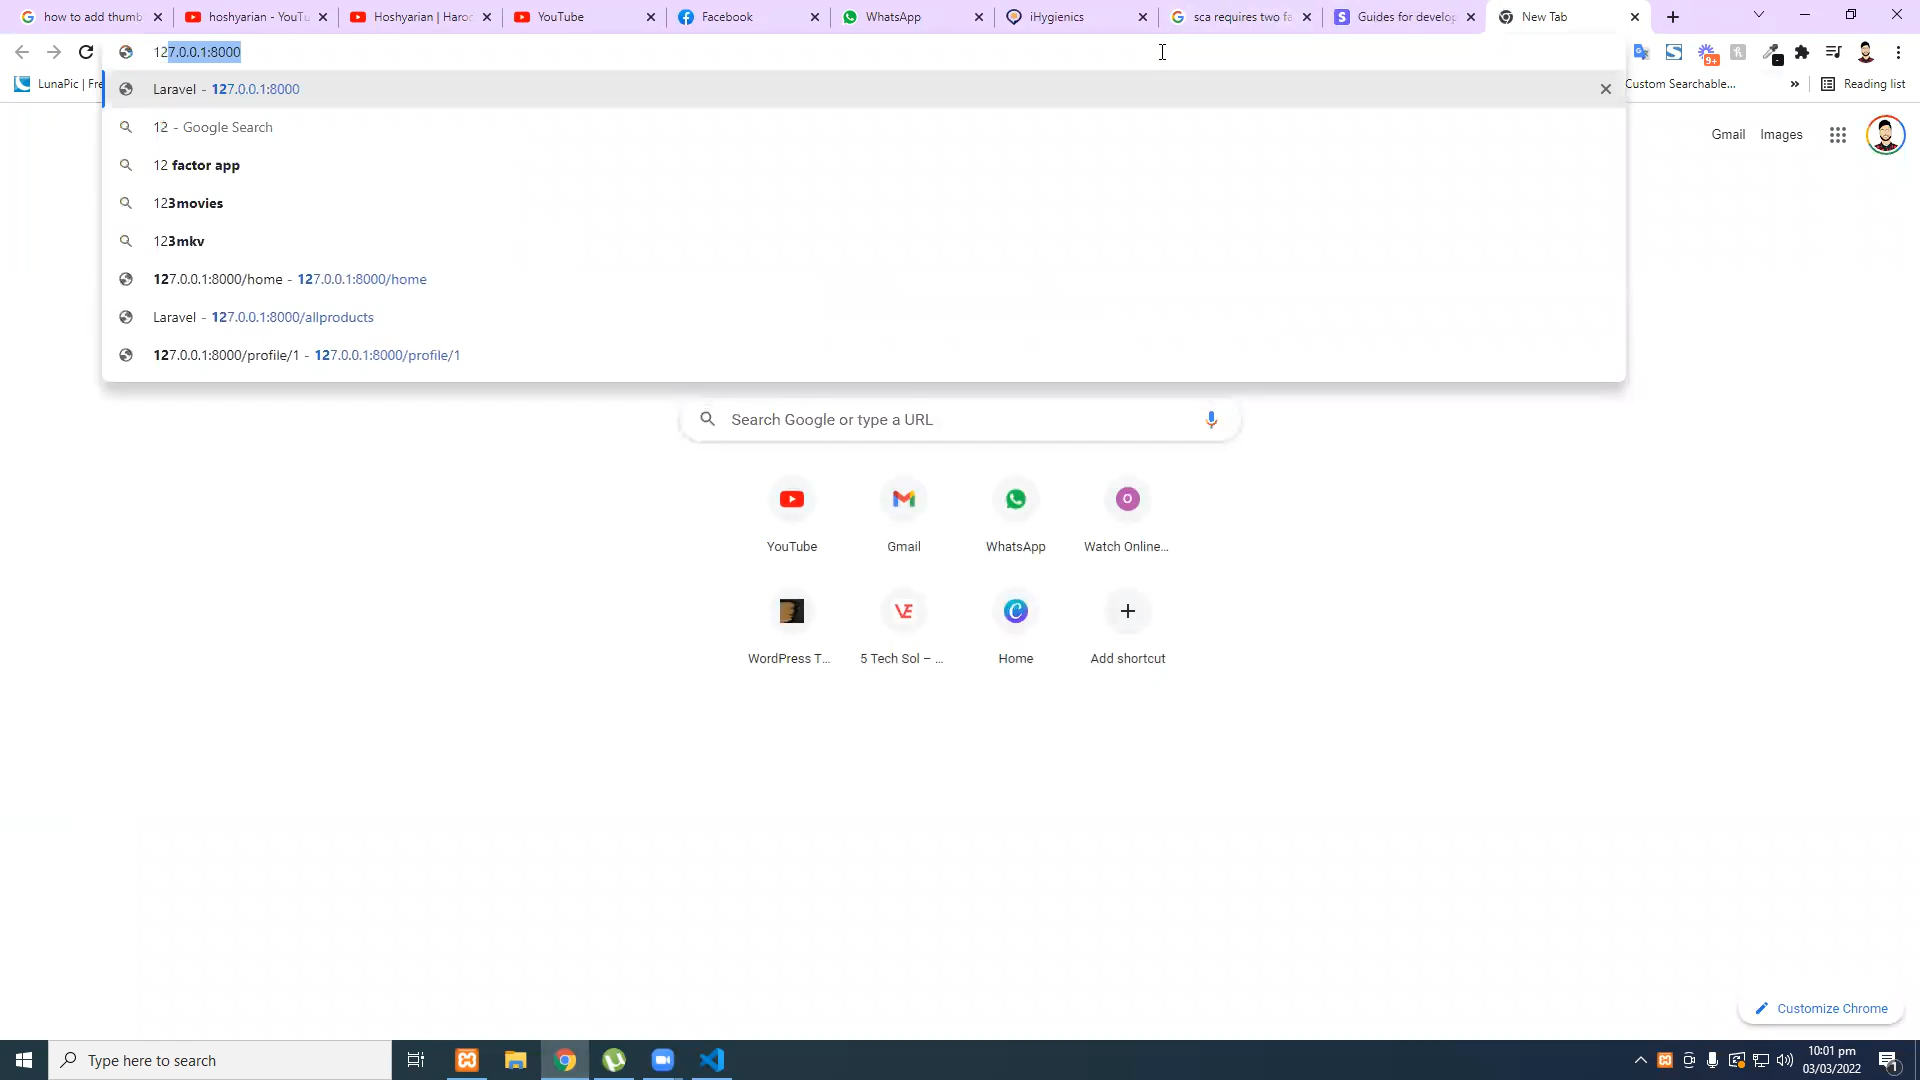 how to add thumb
hoshyarian - YouTu
Hoshyarian | Haroo
YouTube
Facebook
WhatsApp
iHygienics
sca requires two fa
Guides for develop
New Tab
127.0.0.1:8000
9+
LunaPic | Fre
Custom Searchable...
»
Reading list
Laravel - 127.0.0.1:8000
12 - Google Search
12 factor app
123movies
123mkv
127.0.0.1:8000/home - 127.0.0.1:8000/home
Laravel - 127.0.0.1:8000/allproducts
127.0.0.1:8000/profile/1 - 127.0.0.1:8000/profile/1
Gmail Images
Search Google or type a URL
YouTube
Gmail
WhatsApp
Watch Online...
WordPress T...
5 Tech Sol – ...
Home
Add shortcut
Customize Chrome
Type here to search
10:01 pm
03/03/2022
1